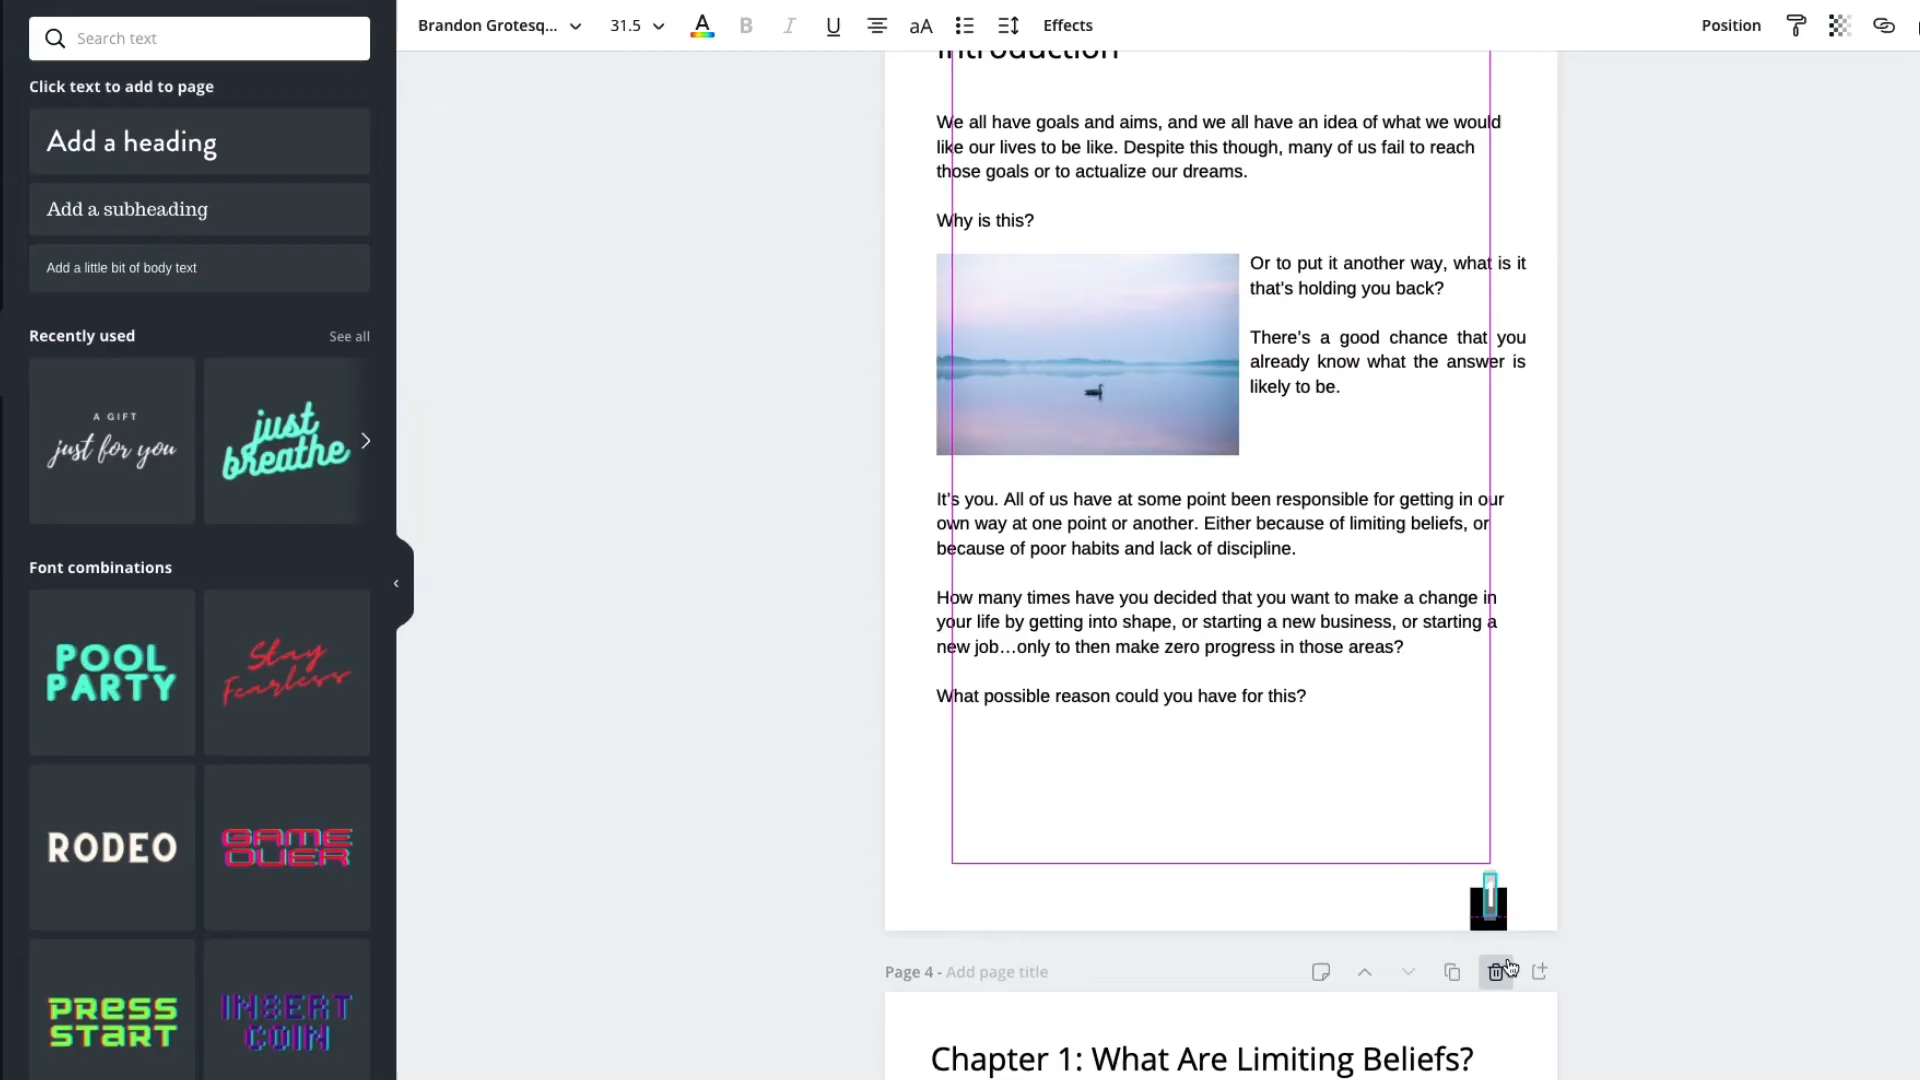 Search text
Click text to add to page
Add a heading
Add a subheading
Add a little bit of body text
Recently used
See all
A GIFT
just for you
just
breathe
Font combinations
POOL
PARTY
Stay
Fearless
RODEO
GAME
OVER
PRESS
START
INSERT
COIN
Brandon Grotesq...
31.5
A
B
I
U
aA
Effects
Position
Introduction
We all have goals and aims, and we all have an idea of what we would
like our lives to be like. Despite this though, many of us fail to reach
those goals or to actualize our dreams.
Why is this?
Or to put it another way, what is it
that's holding you back?
There's a good chance that you
already know what the answer is
likely to be.
It's you. All of us have at some point been responsible for getting in our
own way at one point or another. Either because of limiting beliefs, or
because of poor habits and lack of discipline.
How many times have you decided that you want to make a change in
your life by getting into shape, or starting a new business, or starting a
new job…only to then make zero progress in those areas?
What possible reason could you have for this?
1
Page 4 - Add page title
Chapter 1: What Are Limiting Beliefs?